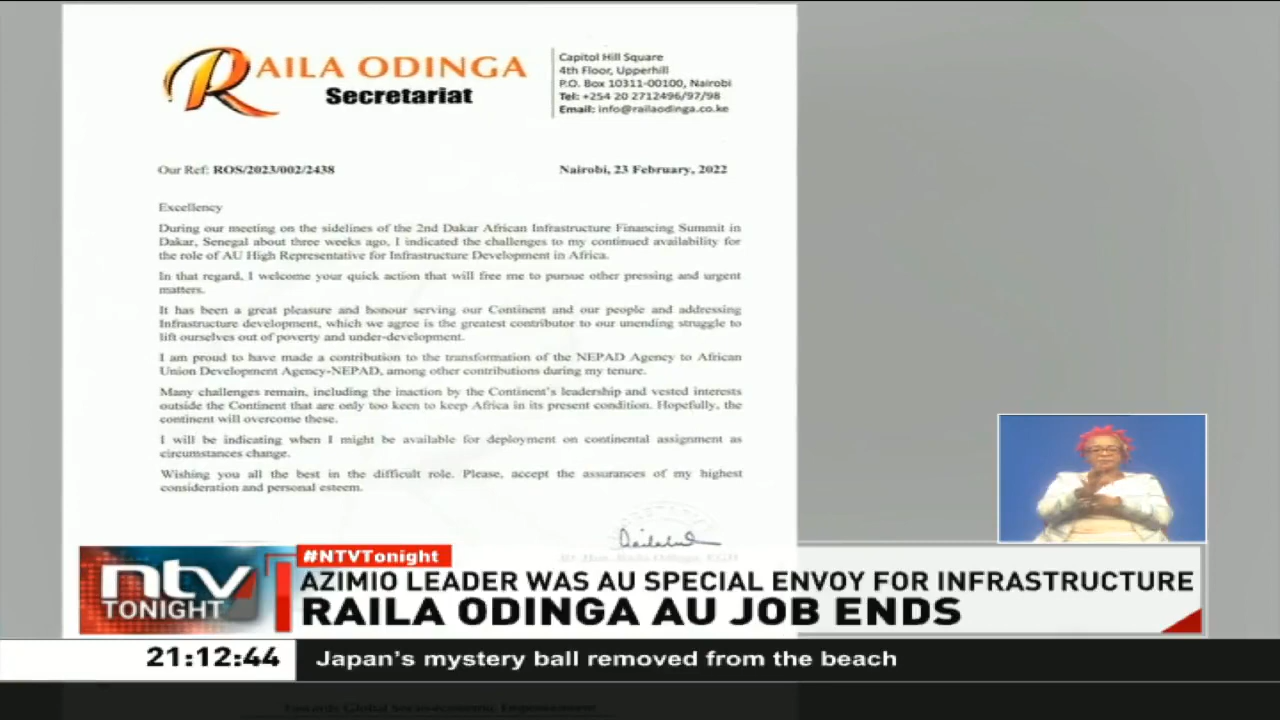 RAILA ODINGA
Secretariat
Capitol Hill Square
4th Floor, Upperhill
P.O. Box 10311-00100, Nairobi
Tel: +254 20 2712496/97/98
Email: info@railaodinga.co.ke
Our Ref: ROS/2023/002/2438
Nairobi, 23 February, 2022
Excellency
During our meeting on the sidelines of the 2nd Dakar African Infrastructure Financing Summit in
Dakar, Senegal about three weeks ago, I indicated the challenges to my continued availability for
the role of AU High Representative for Infrastructure Development in Africa.
In that regard, I welcome your quick action that will free me to pursue other pressing and urgent
matters.
It has been a great pleasure and honour serving our Continent and our people and addressing
Infrastructure development, which we agree is the greatest contributor to our unending struggle to
lift ourselves out of poverty and under-development.
I am proud to have made a contribution to the transformation of the NEPAD Agency to African
Union Development Agency-NEPAD, among other contributions during my tenure.
Many challenges remain, including the inaction by the Continent's leadership and vested interests
outside the Continent that are only too keen to keep Africa in its present condition. Hopefully, the
continent will overcome these.
I will be indicating when I might be available for deployment on continental assignment as
circumstances change.
Wishing you all the best in the difficult role. Please, accept the assurances of my highest
consideration and personal esteem.
Rt. Hon. Raila Odinga, EGH
#NTVTonight
ntv
TONIGHT
AZIMIO LEADER WAS AU SPECIAL ENVOY FOR INFRASTRUCTURE
RAILA ODINGA AU JOB ENDS
21:12:44
Japan's mystery ball removed from the beach
Towards Global Socio-economic Empowerment